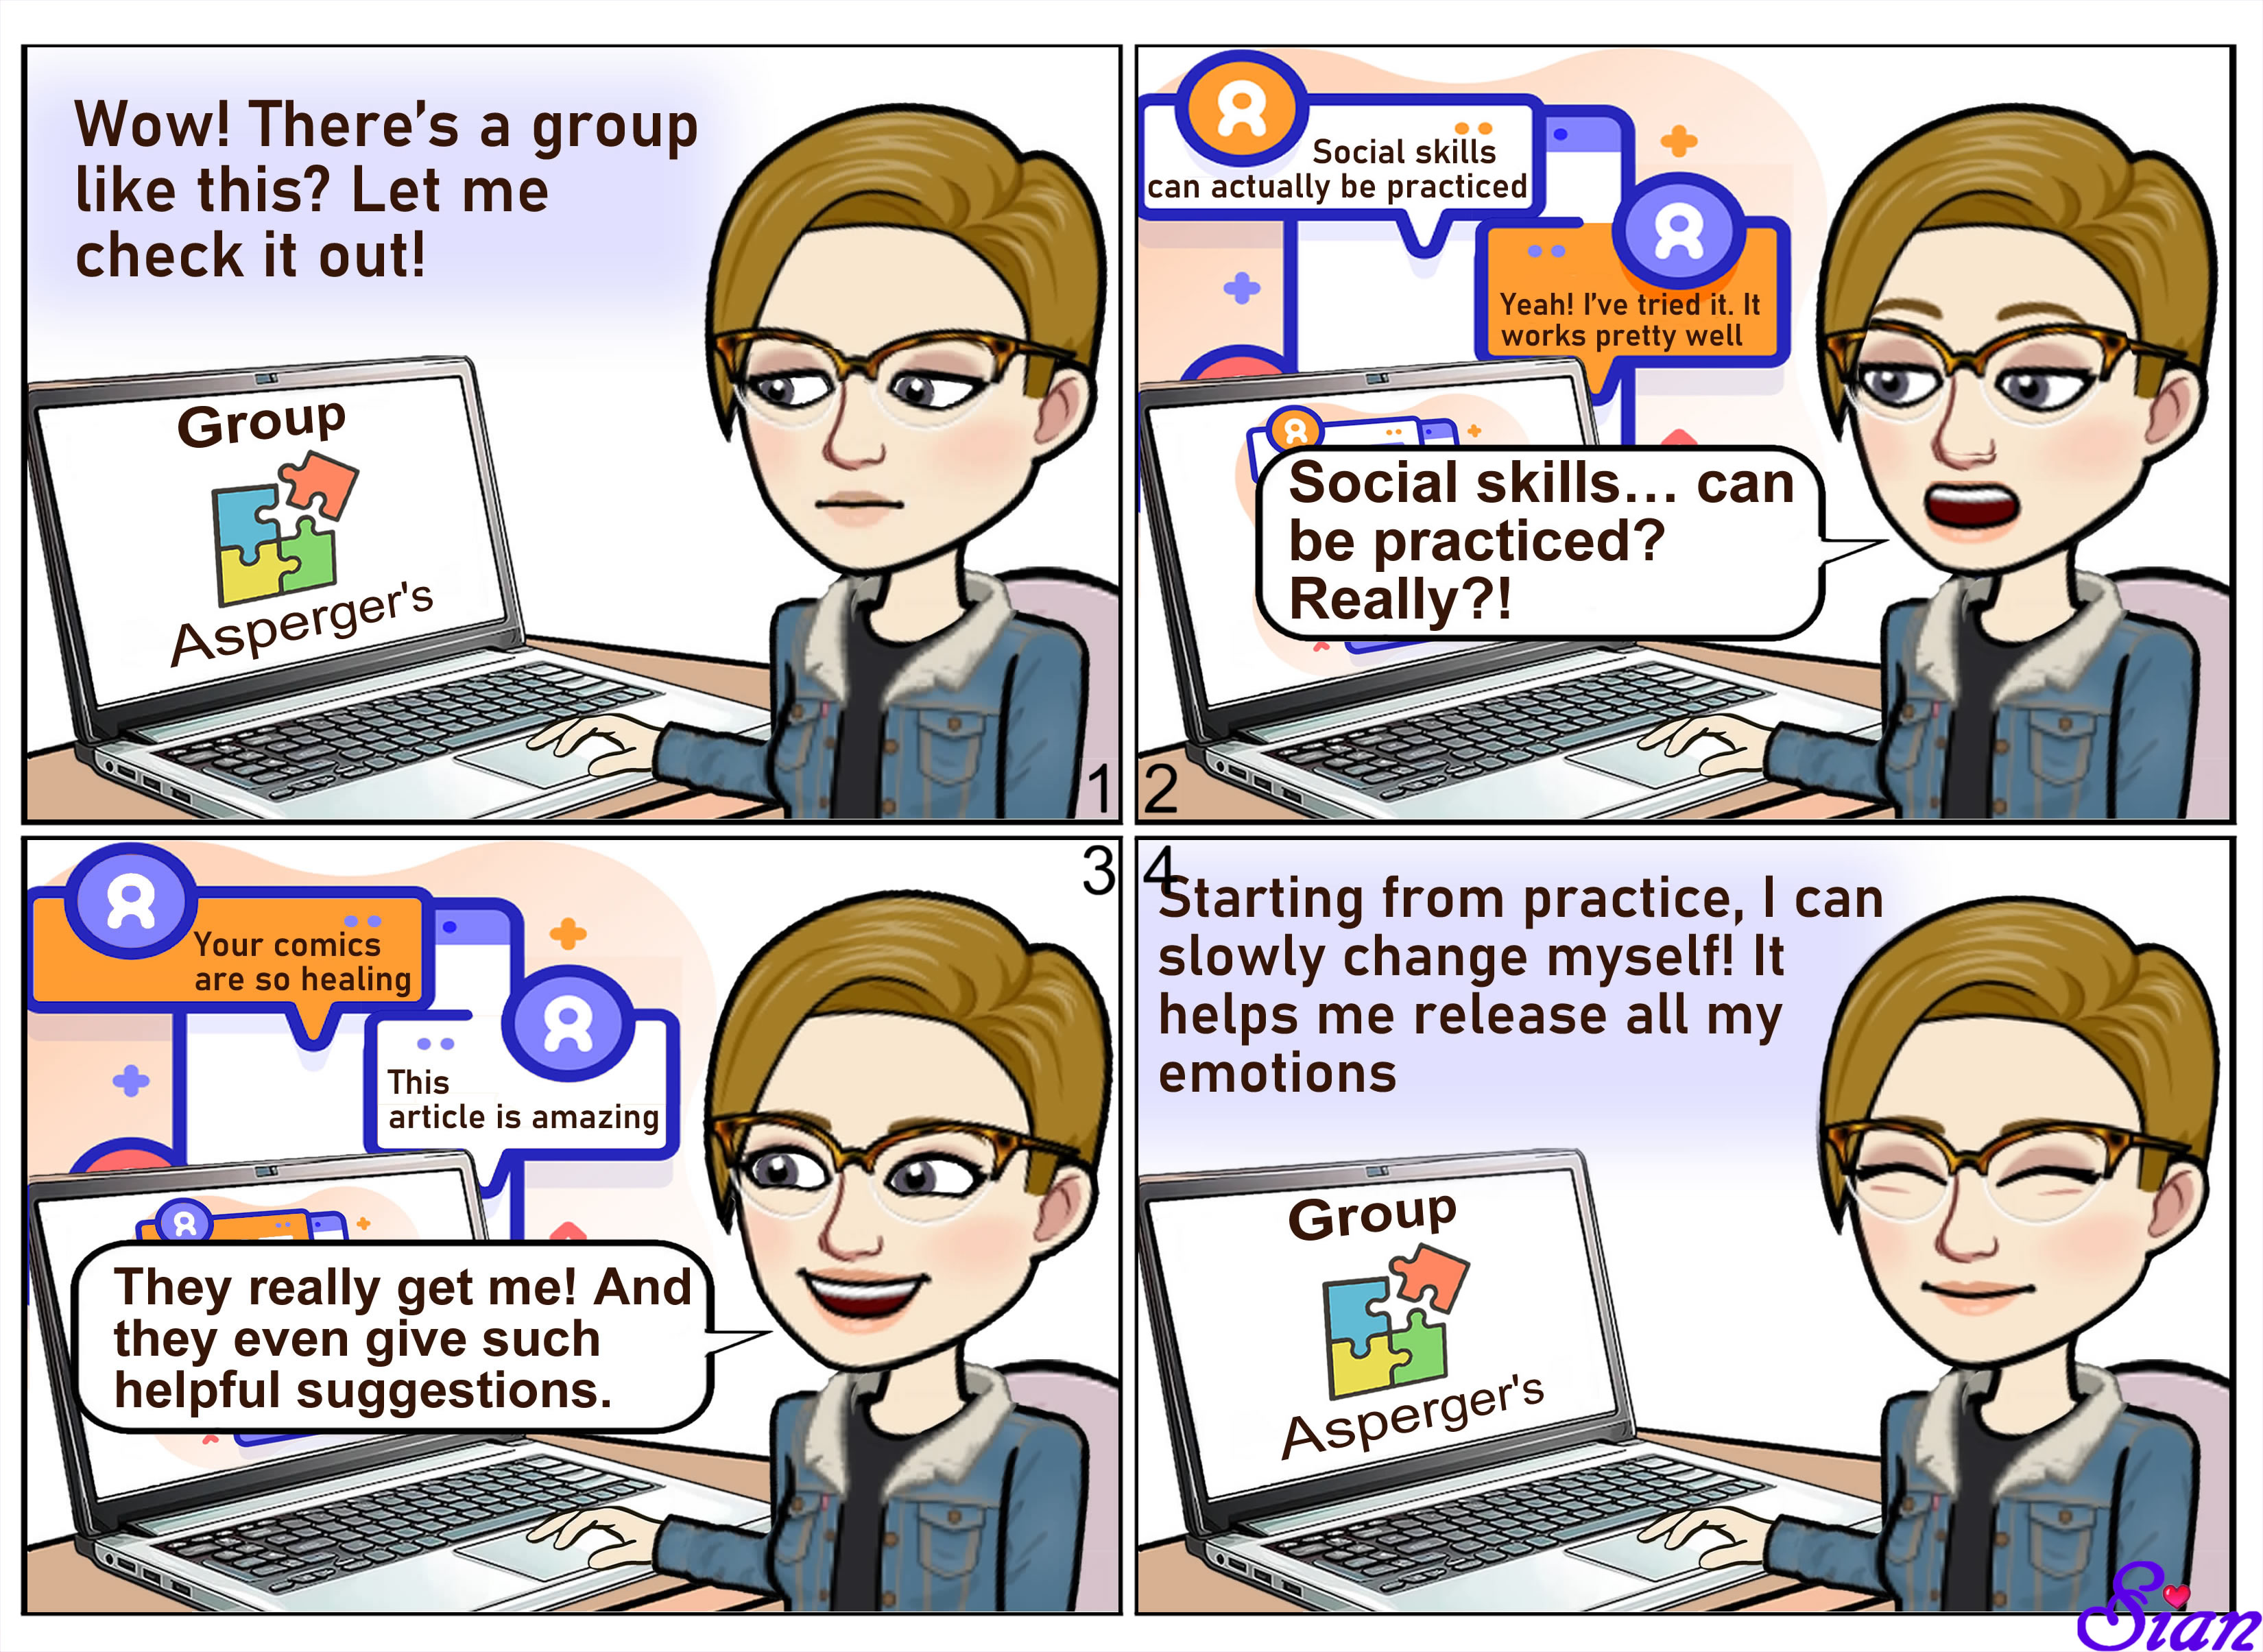 Wow! There's a group
like this? Let me
check it out!
Group
Asperger's
1
Social skills
can actually be practiced
Yeah! I've tried it. It
works pretty well
Social skills... can
be practiced?
Really?!
2
3
Your comics
are so healing
This
article is amazing
They really get me! And
they even give such
helpful suggestions.
4
Starting from practice, I can
slowly change myself! It
helps me release all my
emotions
Group
Asperger's
Sian